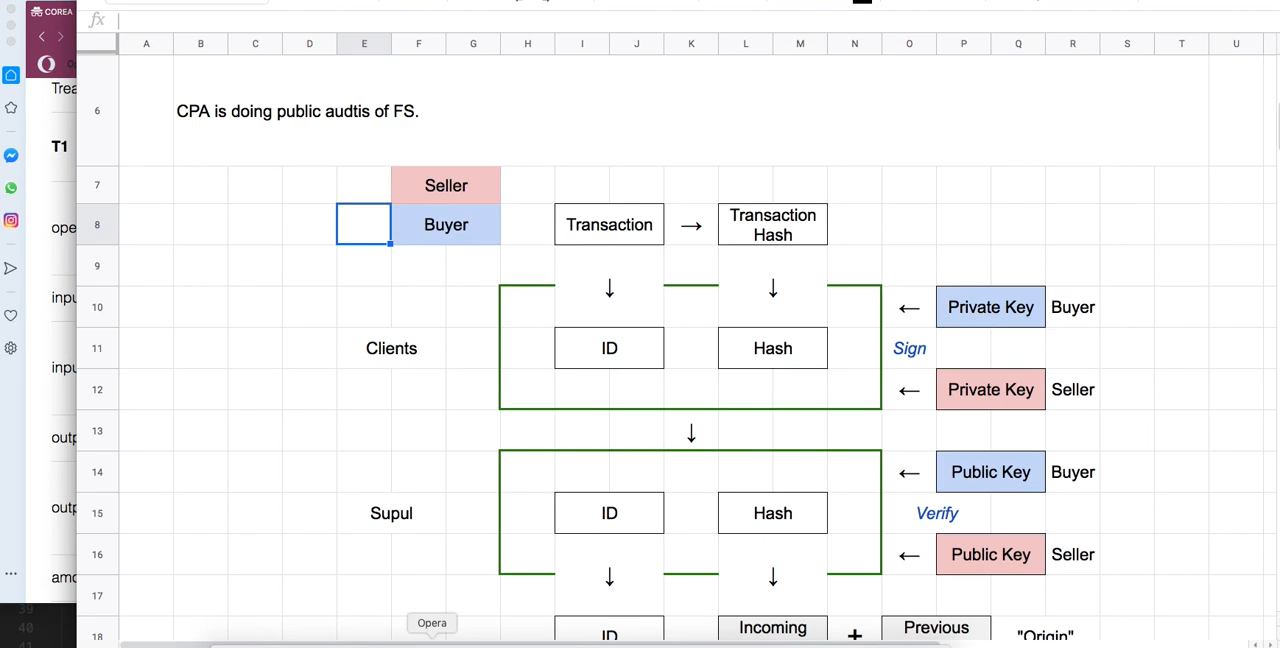 COREA
fx
A B C D E F G H I J K L M N O P Q R S T U
Trea
T1
ope
inpu
inpu
outp
outp
amo
6 CPA is doing public audtis of FS.
7 Seller
8 Buyer Transaction → Transaction Hash
9 ↓ ↓
10 ← Private Key Buyer
11 Clients ID Hash Sign
12 ← Private Key Seller
13 ↓
14 ← Public Key Buyer
15 Supul ID Hash Verify
16 ← Public Key Seller
17 ↓ ↓
18 ID Incoming + Previous "Origin"
Opera
39
40
41